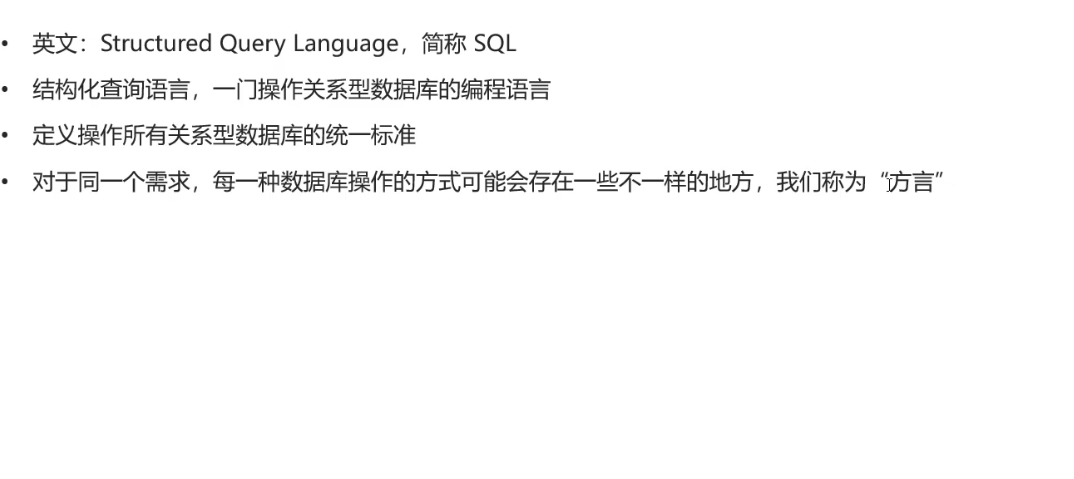 • 英文：Structured Query Language，简称 SQL
• 结构化查询语言，一门操作关系型数据库的编程语言
• 定义操作所有关系型数据库的统一标准
• 对于同一个需求，每一种数据库操作的方式可能会存在一些不一样的地方，我们称为“方言”